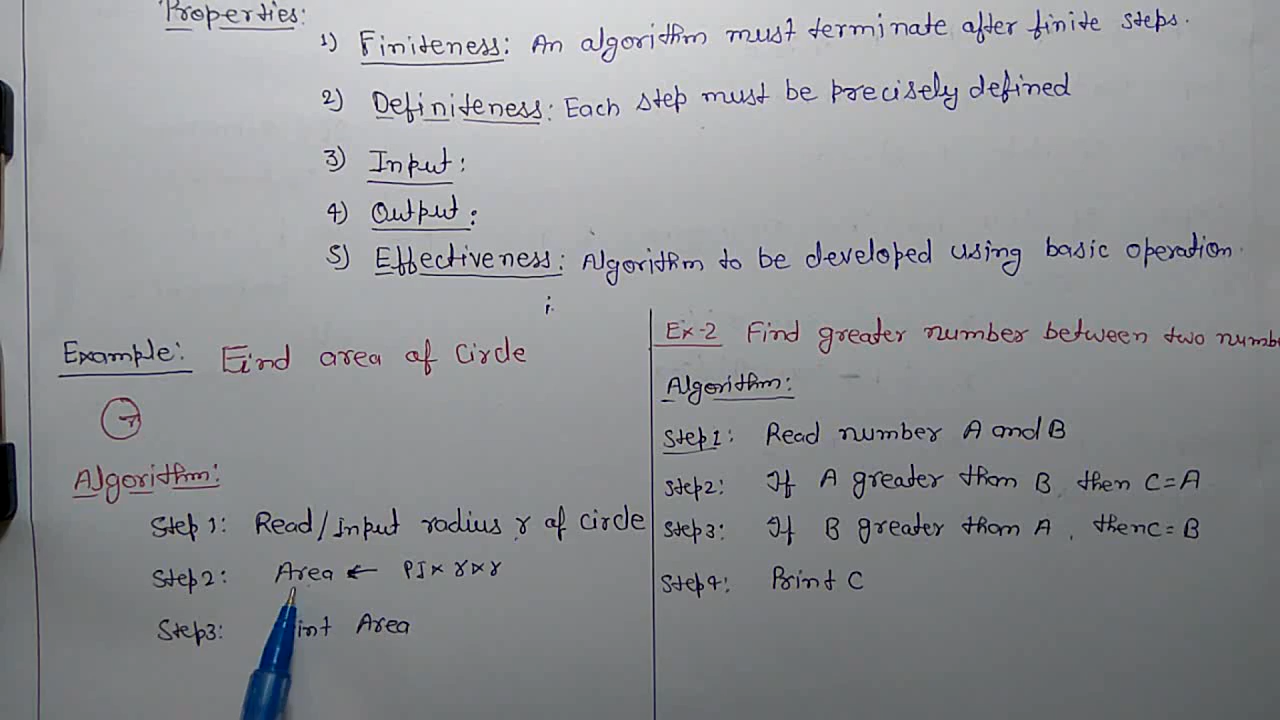 Properties:
1) Finiteness: An algorithm must terminate after finite steps.
2) Definiteness: Each step must be precisely defined
3) Input:
4) Output:
5) Effectiveness: Algorithm to be developed using basic operation.
Example: Find area of circle
r
Algorithm:
Step 1: Read/Input radius r of circle
Step2: Area ← PI × r × r
Step3: int Area
Ex-2 Find greater number between two numbe
Algorithm:
Step1: Read number A and B
Step2: If A greater than B, then C=A
Step3: If B greater than A, then C=B
Step4: Print C